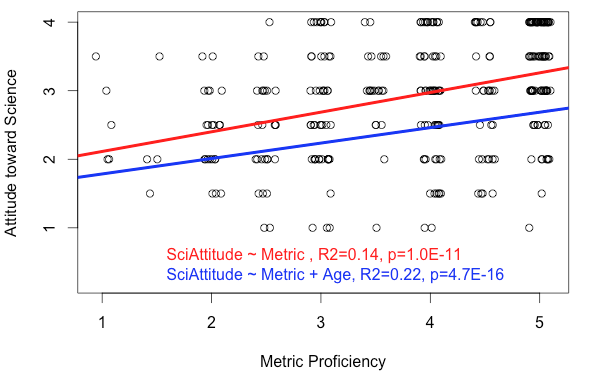 4
3
2
1
Attitude toward Science
SciAttitude ~ Metric , R2=0.14, p=1.0E-11
SciAttitude ~ Metric + Age, R2=0.22, p=4.7E-16
1 2 3 4 5
Metric Proficiency